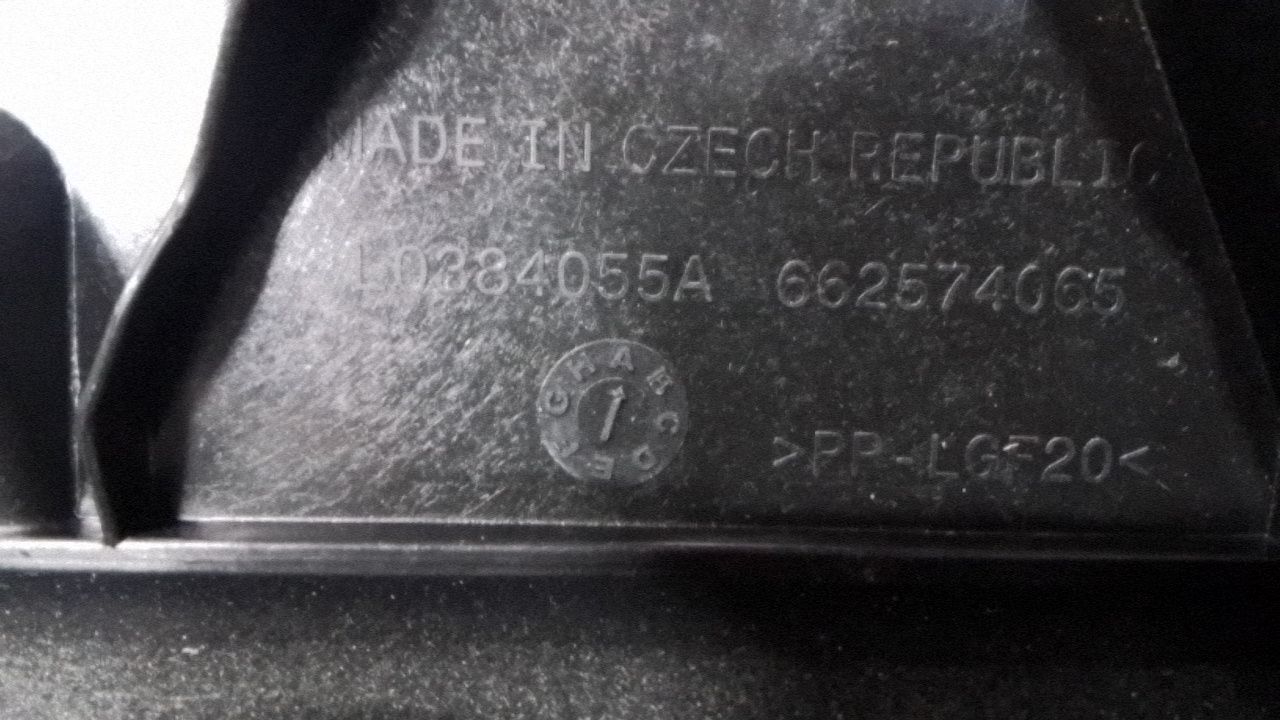 MADE IN CZECH REPUBLIC
L0384055A 662574065
>PP-LGF20<